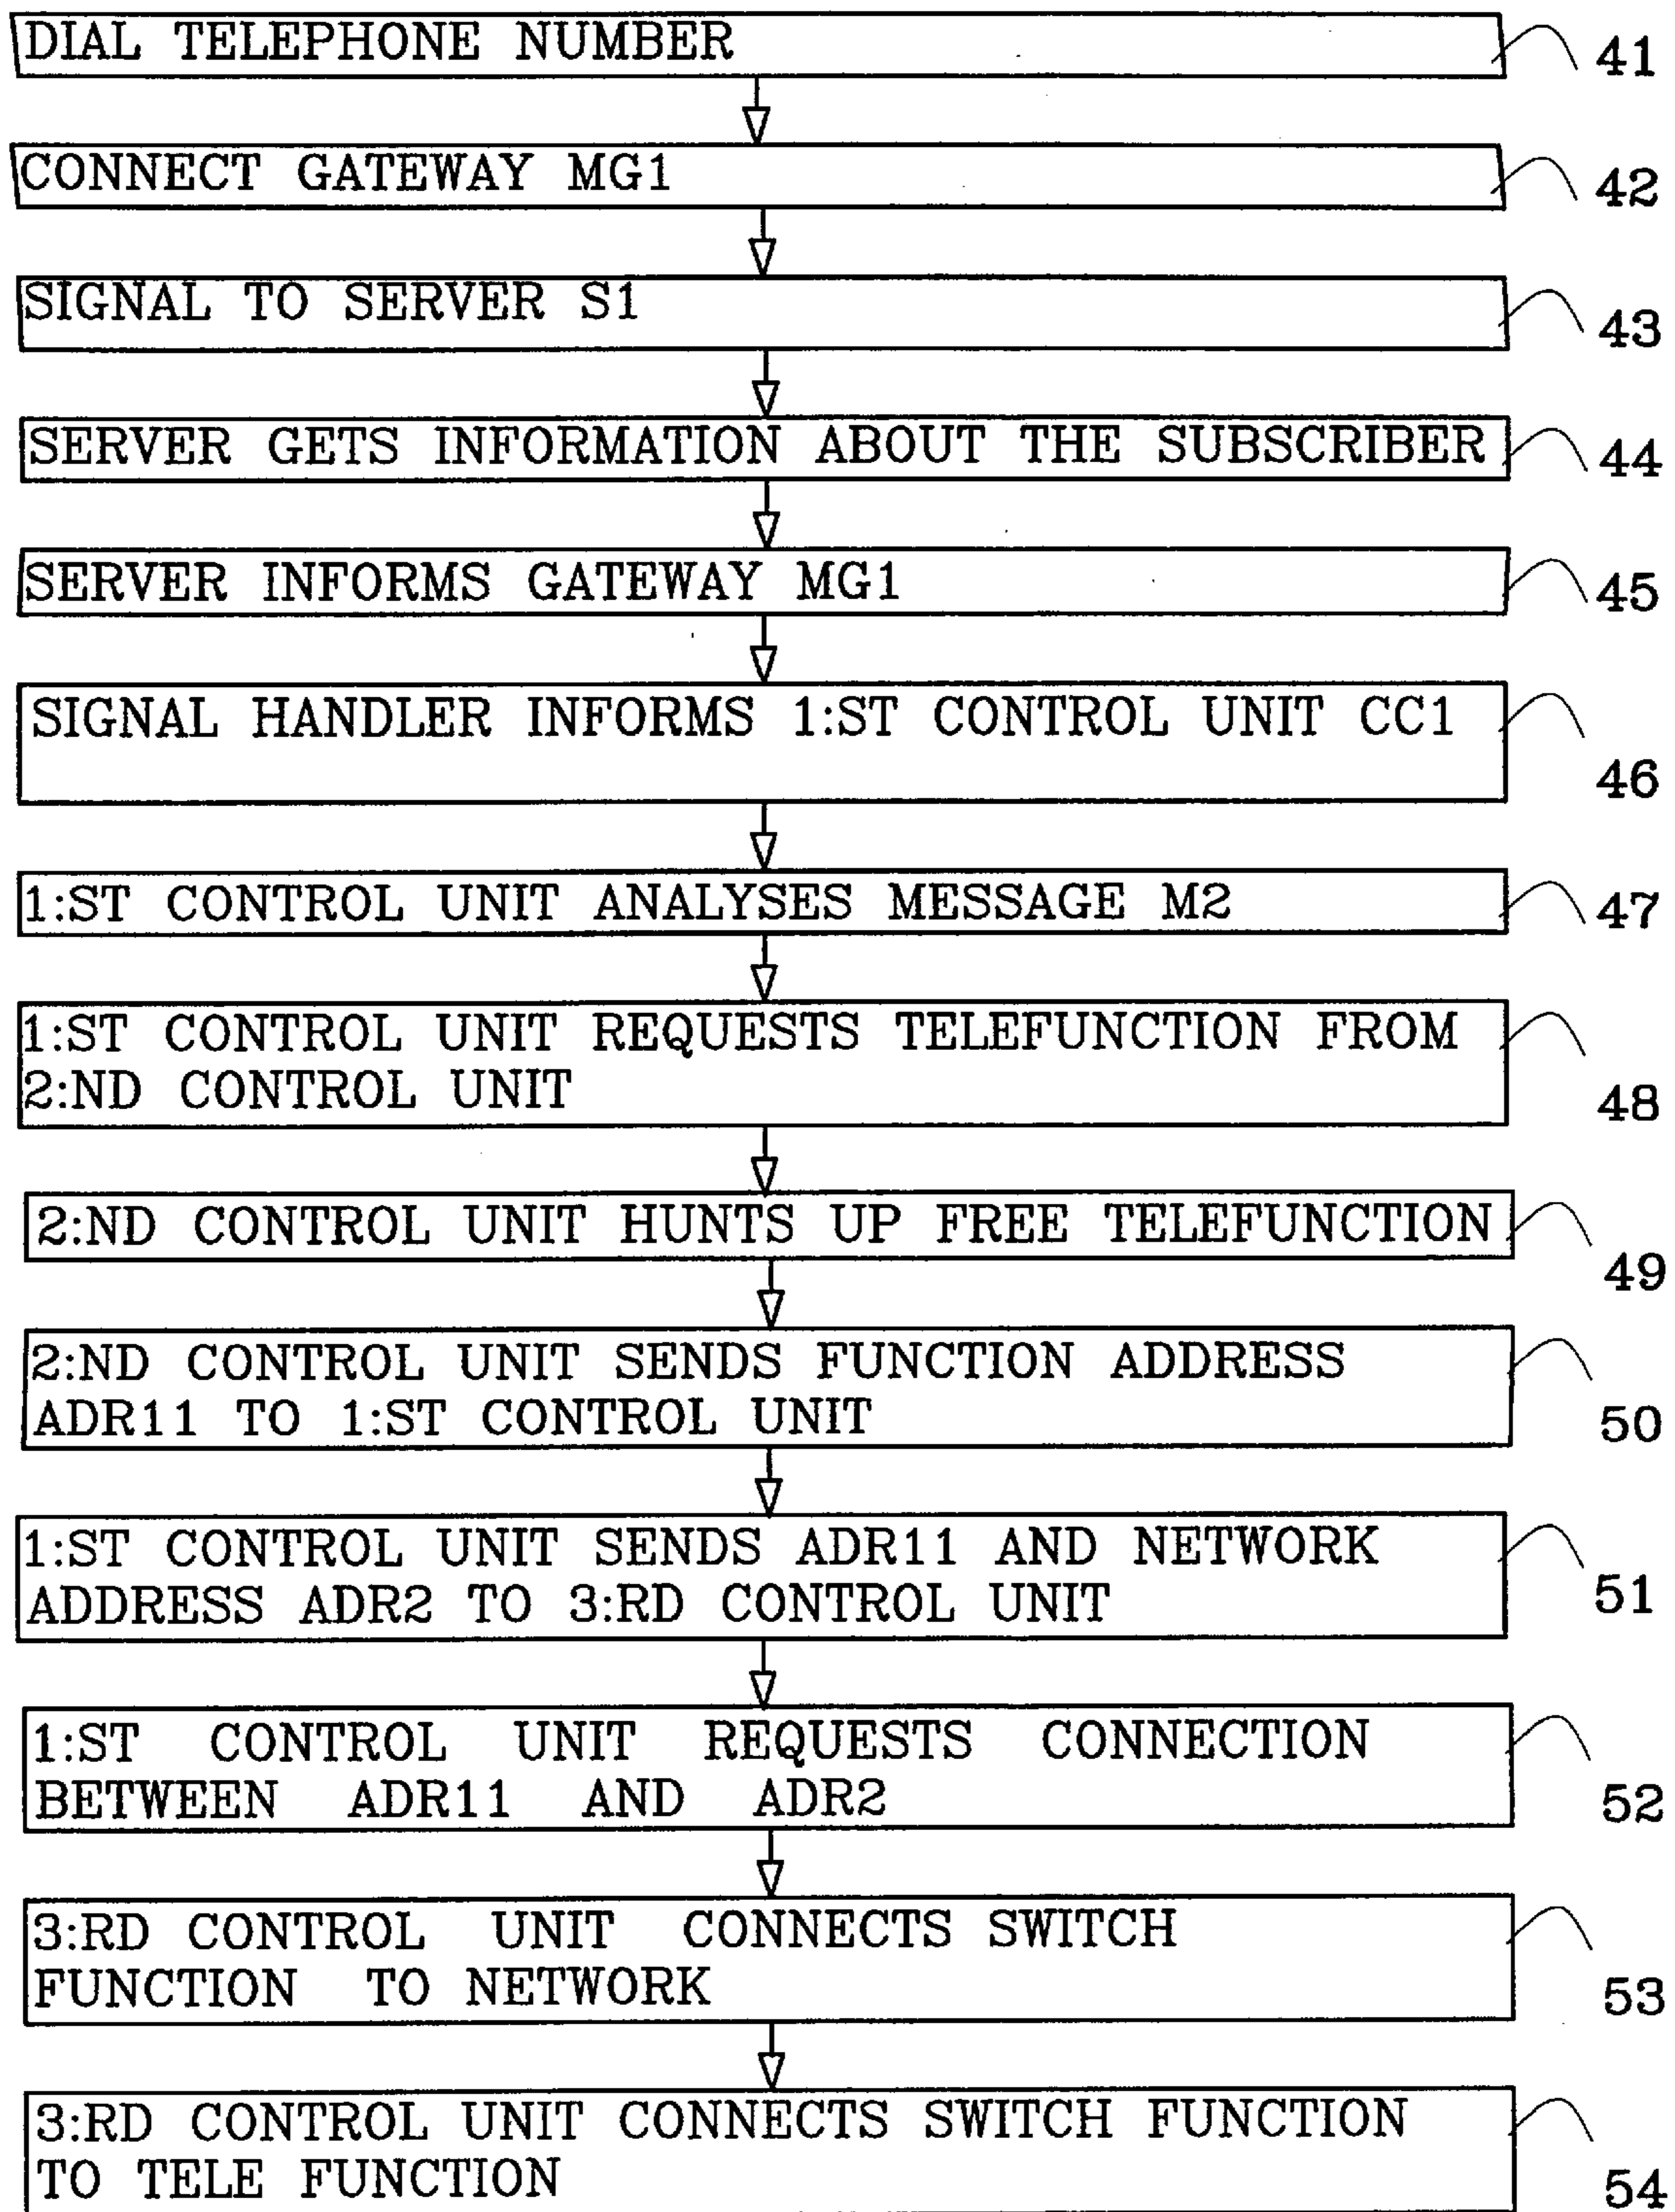 DIAL TELEPHONE NUMBER
41
CONNECT GATEWAY MG1
42
SIGNAL TO SERVER S1
43
SERVER GETS INFORMATION ABOUT THE SUBSCRIBER
44
SERVER INFORMS GATEWAY MG1
45
SIGNAL HANDLER INFORMS 1:ST CONTROL UNIT CC1
46
1:ST CONTROL UNIT ANALYSES MESSAGE M2
47
1:ST CONTROL UNIT REQUESTS TELEFUNCTION FROM
2:ND CONTROL UNIT
48
2:ND CONTROL UNIT HUNTS UP FREE TELEFUNCTION
49
2:ND CONTROL UNIT SENDS FUNCTION ADDRESS
ADR11 TO 1:ST CONTROL UNIT
50
1:ST CONTROL UNIT SENDS ADR11 AND NETWORK
ADDRESS ADR2 TO 3:RD CONTROL UNIT
51
1:ST CONTROL UNIT REQUESTS CONNECTION
BETWEEN ADR11 AND ADR2
52
3:RD CONTROL UNIT CONNECTS SWITCH
FUNCTION TO NETWORK
53
3:RD CONTROL UNIT CONNECTS SWITCH FUNCTION
TO TELE FUNCTION
54